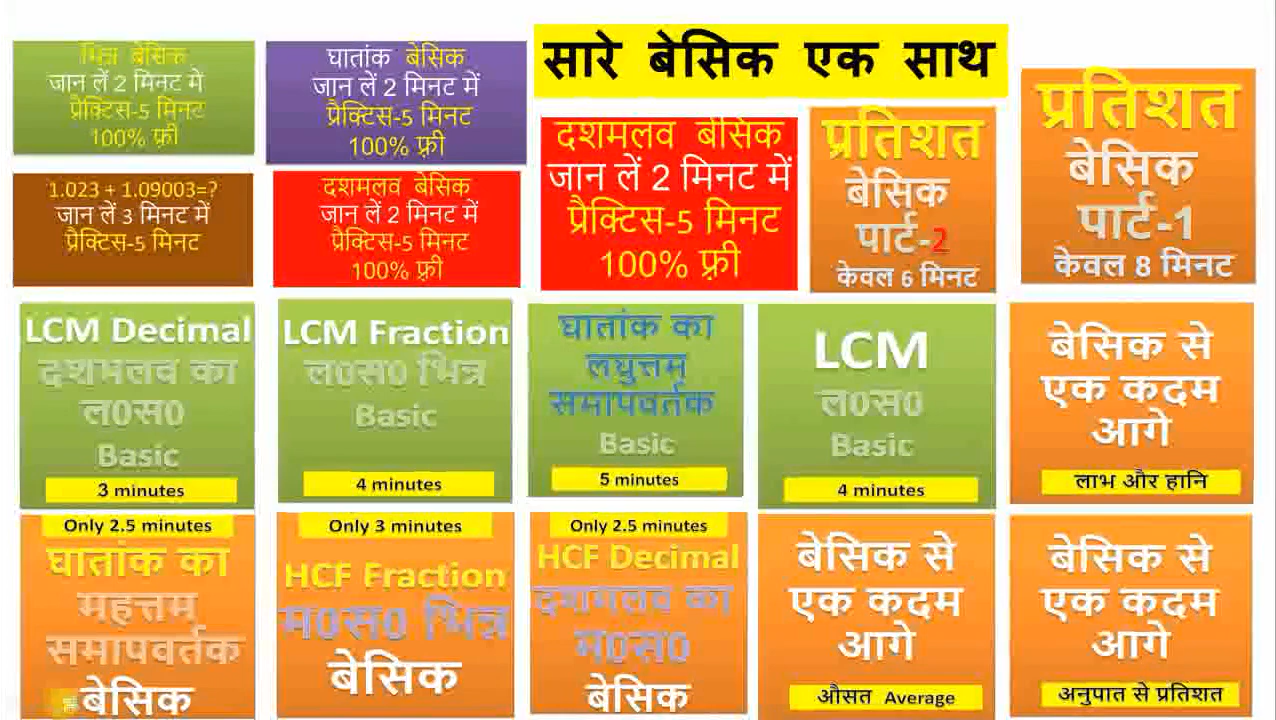 भिन्न बेसिक
जान लें 2 मिनट में
प्रैक्टिस-5 मिनट
100% फ़्री
घातांक बेसिक
जान लें 2 मिनट में
प्रैक्टिस-5 मिनट
100% फ़्री
सारे बेसिक एक साथ
दशमलव बेसिक
जान लें 2 मिनट में
प्रैक्टिस-5 मिनट
100% फ़्री
प्रतिशत
बेसिक
पार्ट-2
केवल 6 मिनट
प्रतिशत
बेसिक
पार्ट-1
केवल 8 मिनट
1.023 + 1.09003=?
जान लें 3 मिनट में
प्रैक्टिस-5 मिनट
दशमलव बेसिक
जान लें 2 मिनट में
प्रैक्टिस-5 मिनट
100% फ़्री
LCM Decimal
दशमलव का
ल0स0
Basic
3 minutes
LCM Fraction
ल0स0 भिन्न
Basic
4 minutes
घातांक का
लघुत्तम
समापवर्तक
Basic
5 minutes
LCM
ल0स0
Basic
4 minutes
बेसिक से
एक कदम
आगे
लाभ और हानि
Only 2.5 minutes
घातांक का
महत्तम
समापवर्तक
बेसिक
Only 3 minutes
HCF Fraction
म0स0 भिन्न
बेसिक
Only 2.5 minutes
HCF Decimal
दशमलव का
म0स0
बेसिक
बेसिक से
एक कदम
आगे
औसत Average
बेसिक से
एक कदम
आगे
अनुपात से प्रतिशत